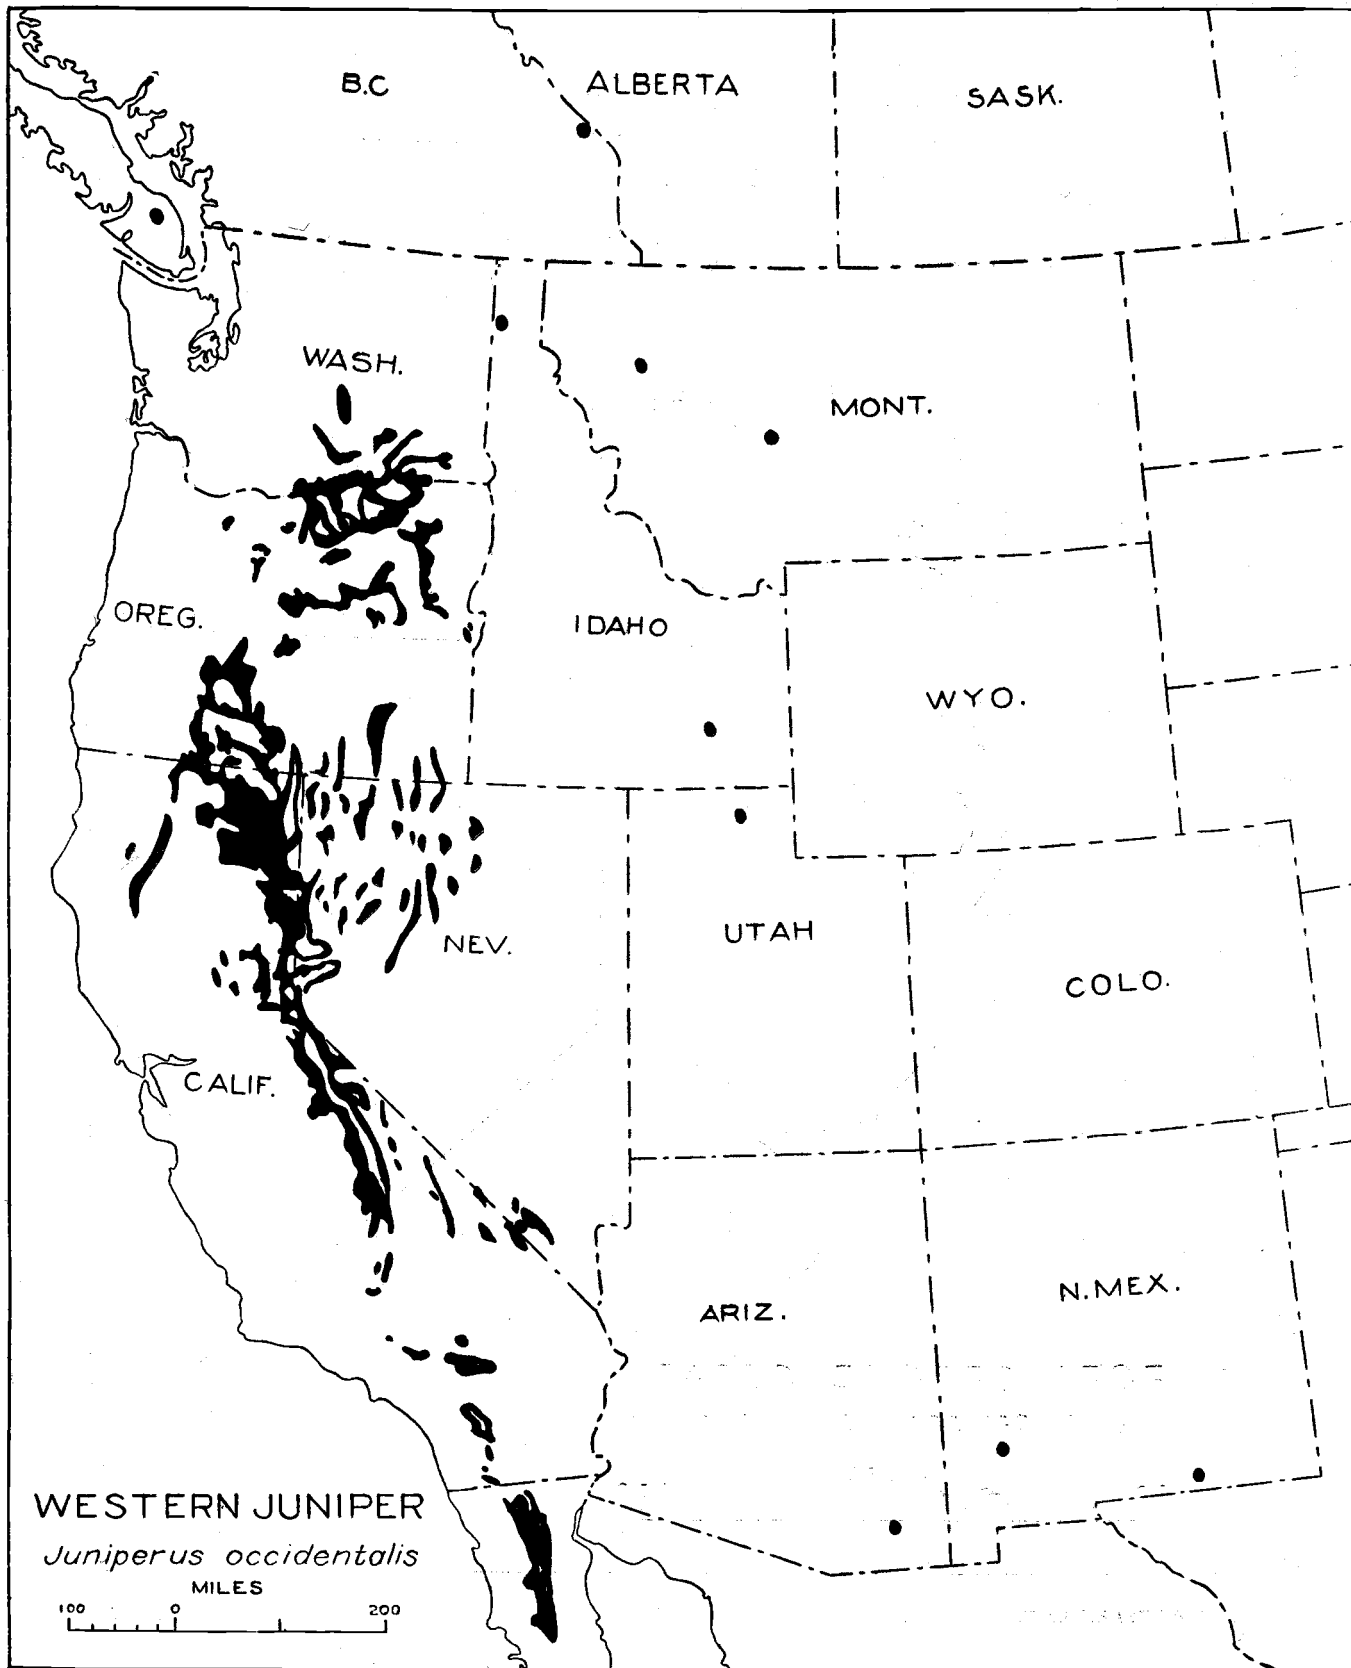 B.C
ALBERTA
SASK.
WASH.
MONT.
OREG.
IDAHO
WYO.
NEV.
UTAH
COLO.
CALIF.
ARIZ.
N.MEX.
WESTERN JUNIPER
Juniperus occidentalis
MILES
100 0 200